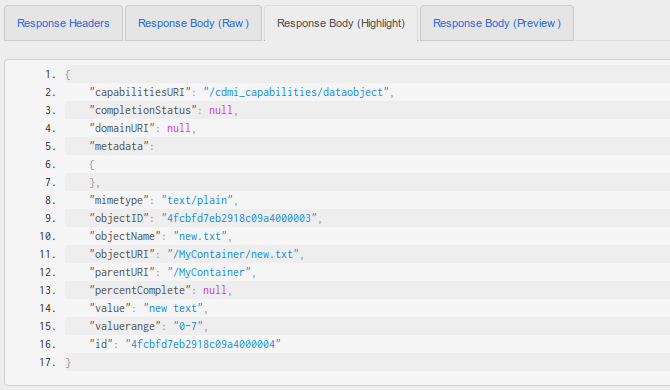 Response Headers
Response Body (Raw)
Response Body (Highlight)
Response Body (Preview)
1. {
2. "capabilitiesURI": "/cdmi_capabilities/dataobject",
3. "completionStatus": null,
4. "domainURI": null,
5. "metadata":
6. {
7. },
8. "mimetype": "text/plain",
9. "objectID": "4fcbfd7eb2918c09a4000003",
10. "objectName": "new.txt",
11. "objectURI": "/MyContainer/new.txt",
12. "parentURI": "/MyContainer",
13. "percentComplete": null,
14. "value": "new text",
15. "valuerange": "0-7",
16. "id": "4fcbfd7eb2918c09a4000004"
17. }